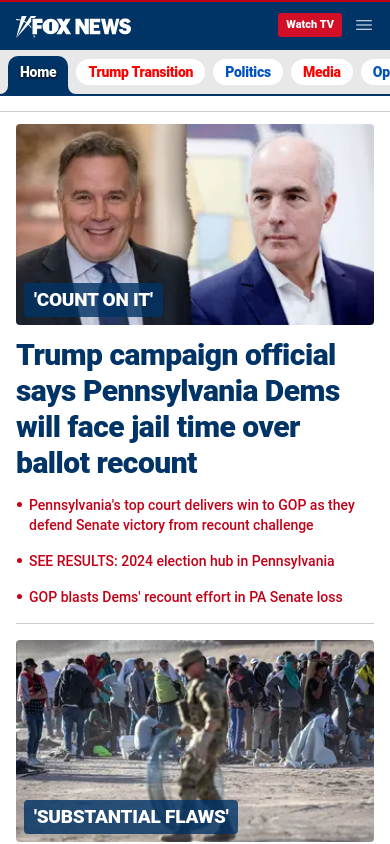 FOX NEWS
Watch TV
Home
Trump Transition
Politics
Media
Op
'COUNT ON IT'
Trump campaign official
says Pennsylvania Dems
will face jail time over
ballot recount
• Pennsylvania's top court delivers win to GOP as they
defend Senate victory from recount challenge
• SEE RESULTS: 2024 election hub in Pennsylvania
• GOP blasts Dems' recount effort in PA Senate loss
'SUBSTANTIAL FLAWS'